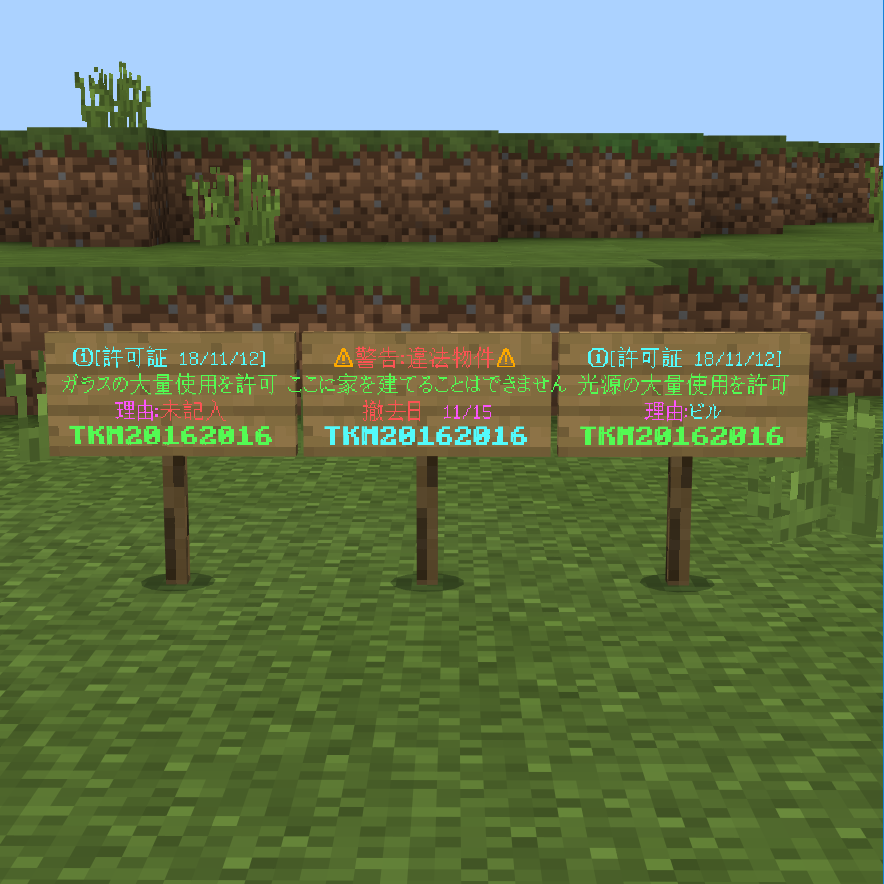 ①[許可証 18/11/12]
ガラスの大量使用を許可
理由:未記入
TKM20162016
⚠警告:違法物件⚠
ここに家を建てることはできません
撤去日 11/15
TKM20162016
①[許可証 18/11/12]
光源の大量使用を許可
理由:ビル
TKM20162016